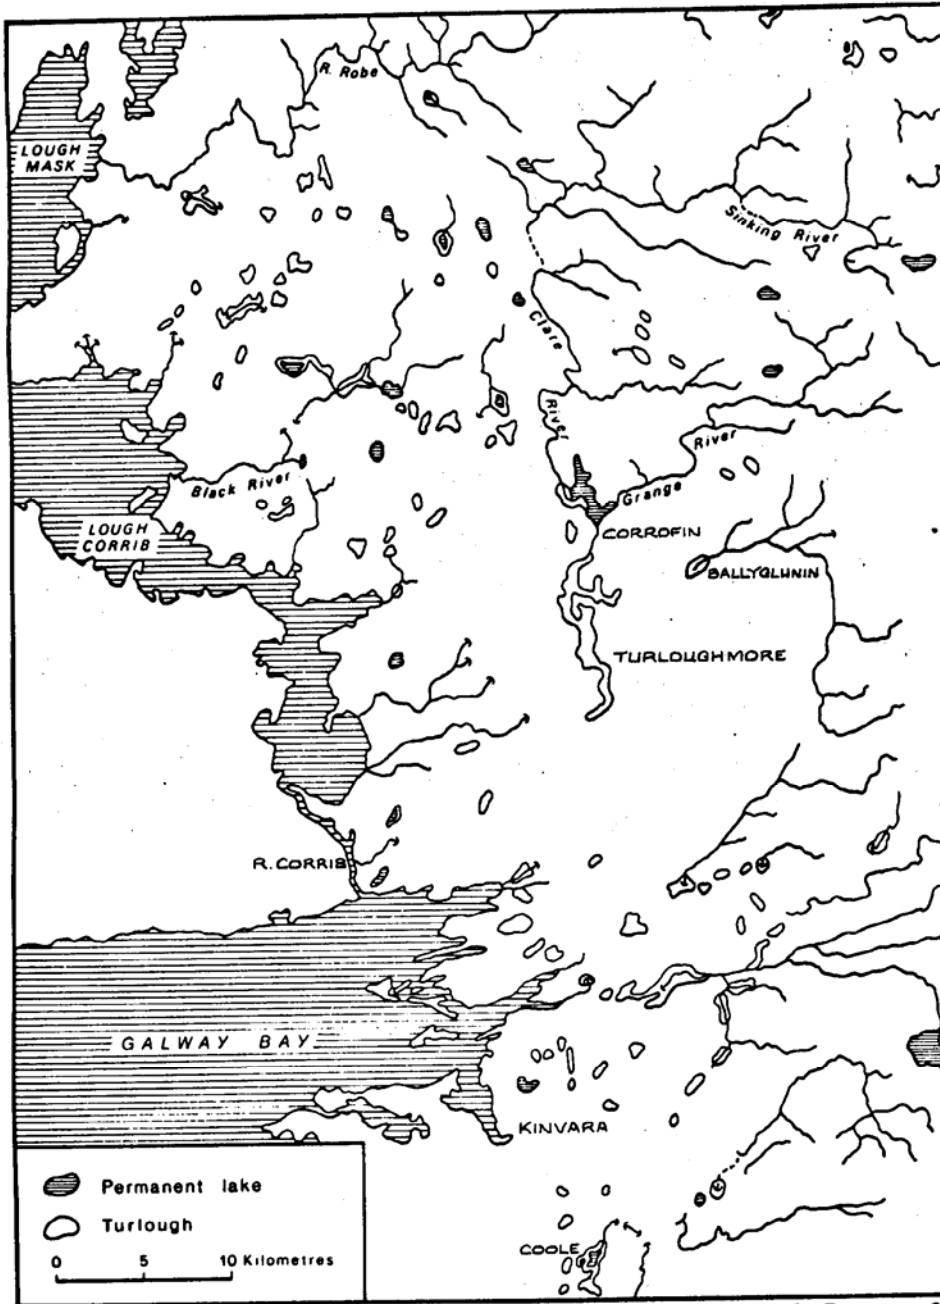 R. Robe
LOUGH
MASK
Sinking River
Clare
River
River
Black River
Grange
LOUGH
CORRIB
CORROFIN
BALLYGLUNIN
TURLOUGHMORE
R. CORRIB
GALWAY BAY
KINVARA
Permanent lake
Turlough
0 5 10 Kilometres
COOLE